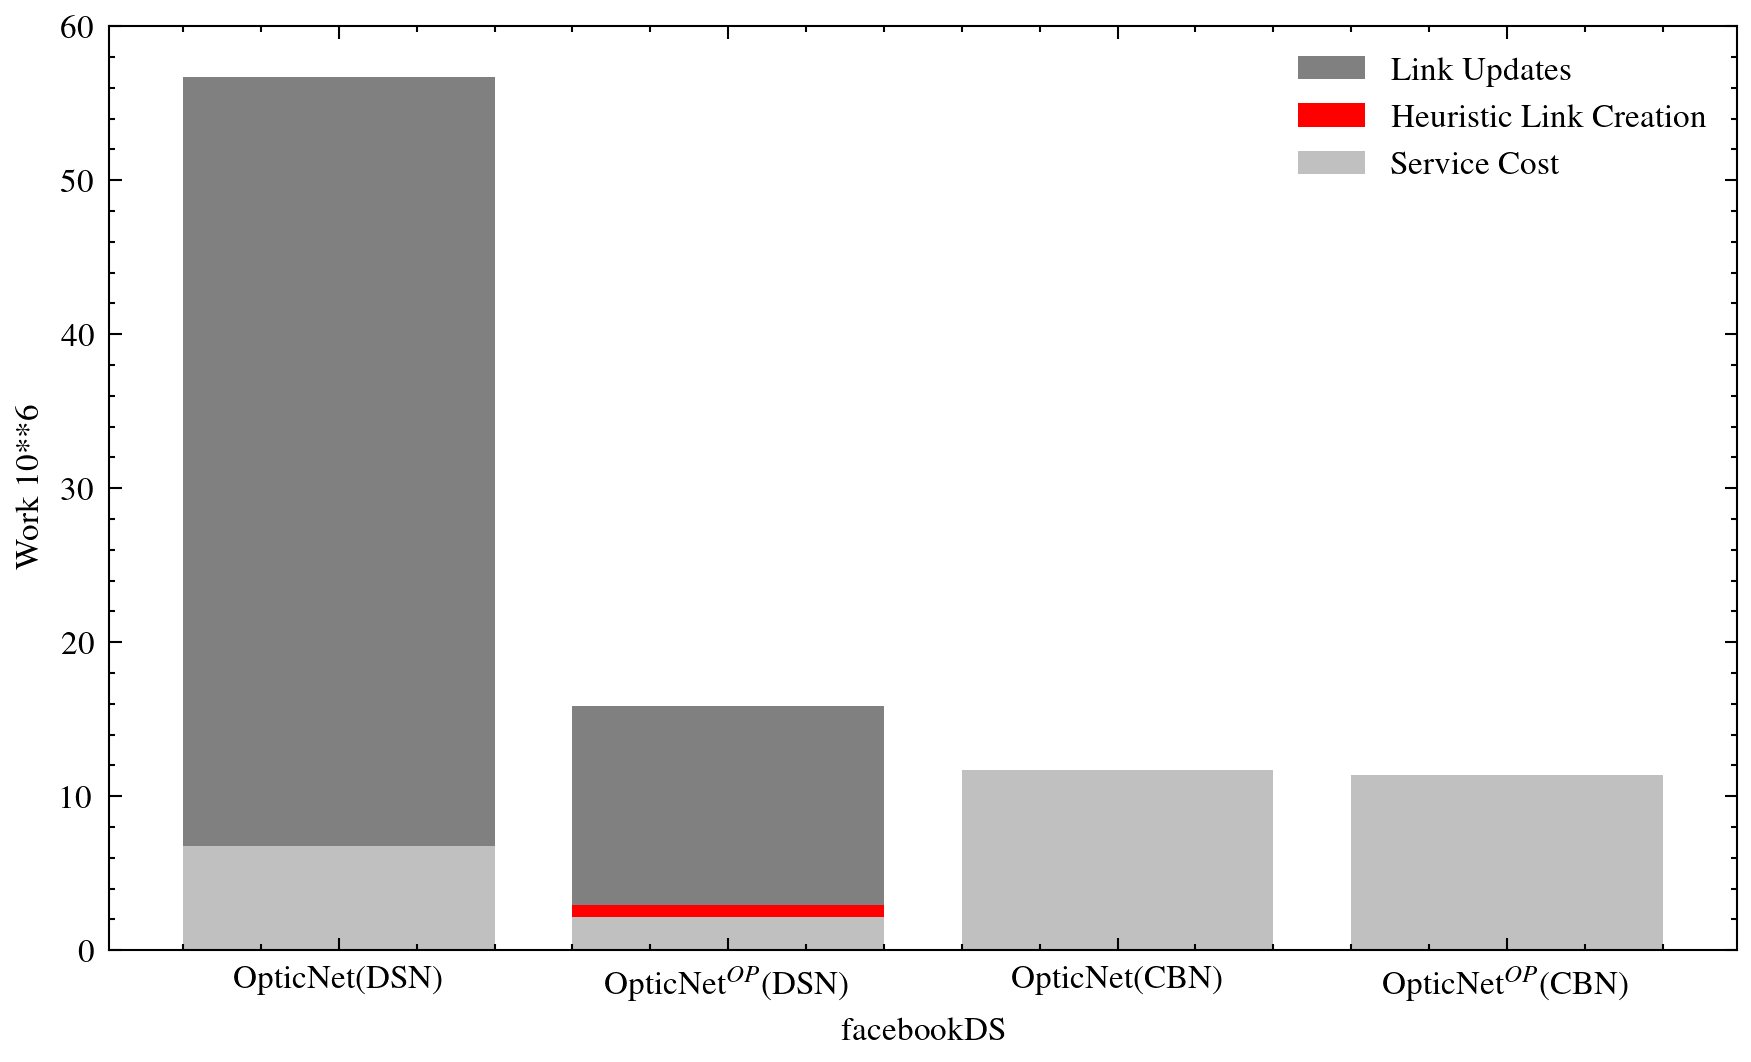 60
50
40
30
20
10
0
Work 10**6
Link Updates
Heuristic Link Creation
Service Cost
OpticNet(DSN)
OpticNet^OP(DSN)
OpticNet(CBN)
OpticNet^OP(CBN)
facebookDS